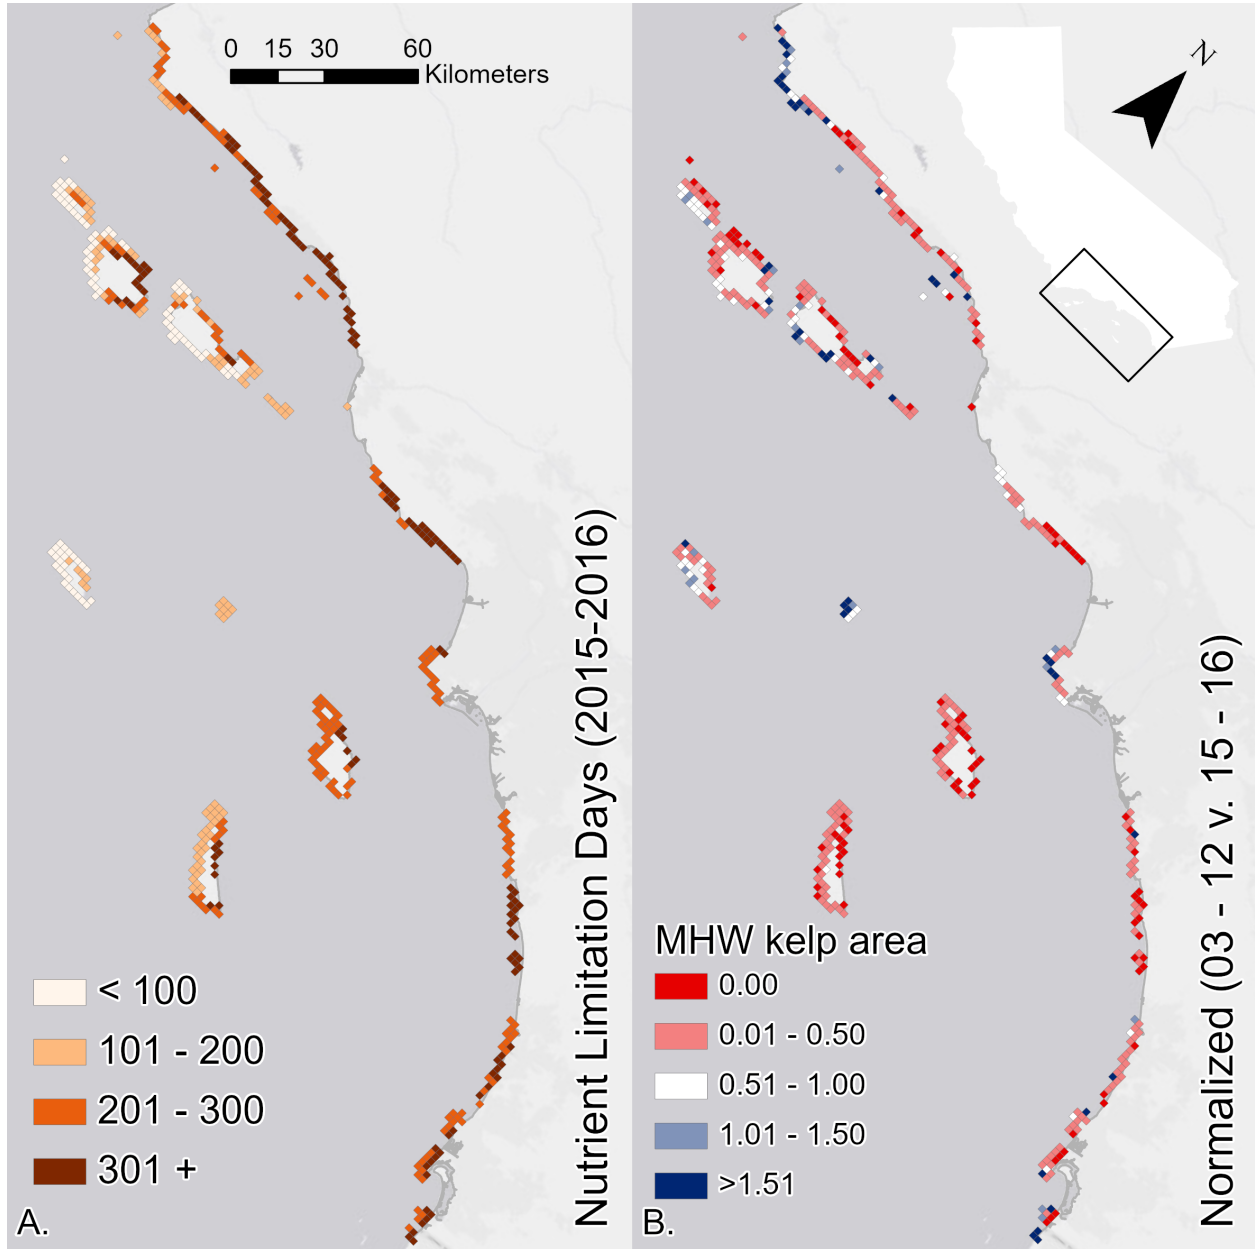 0 15 30 60
Kilometers
Nutrient Limitation Days (2015-2016)
< 100
101 - 200
201 - 300
301 +
A.
N
Normalized (03 - 12 v. 15 - 16)
MHW kelp area
0.00
0.01 - 0.50
0.51 - 1.00
1.01 - 1.50
>1.51
B.